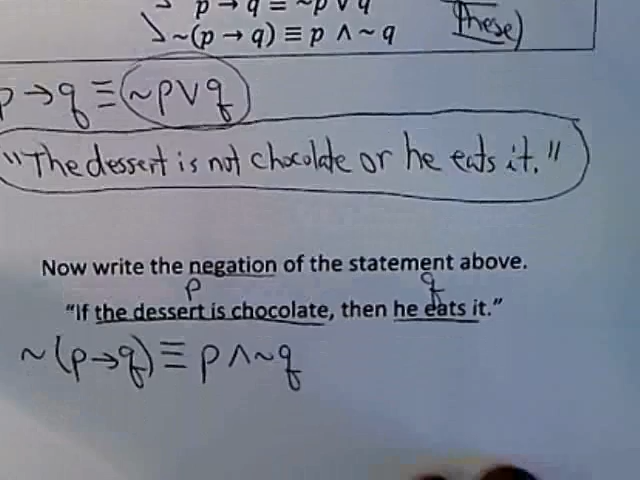 p → q ≡ ~p ∨ q
~(p → q) ≡ p ∧ ~q
These)
p → q ≡ ~p ∨ q
"The dessert is not chocolate or he eats it."
Now write the negation of the statement above.
p q
"If the dessert is chocolate, then he eats it."
~(p→q) ≡ p ∧ ~q